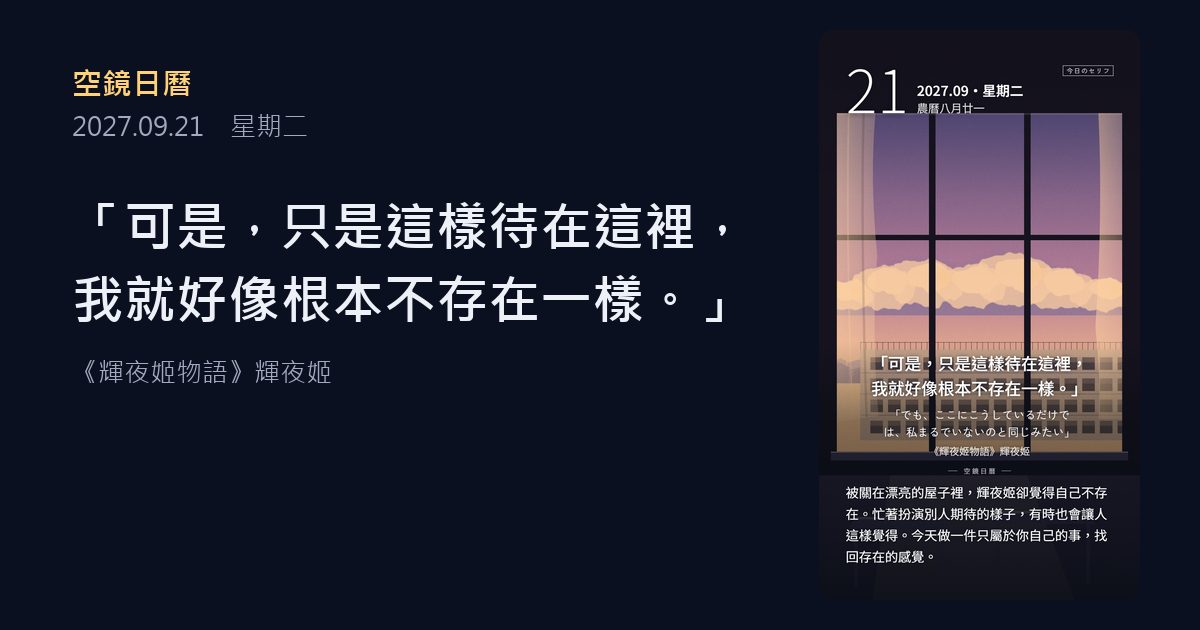 空鏡日曆
2027.09.21 星期二
「可是，只是這樣待在這裡，
我就好像根本不存在一樣。」
《輝夜姬物語》輝夜姬
今日のセリフ
21
2027.09・星期二
農曆八月廿一
「可是，只是這樣待在這裡，
我就好像根本不存在一樣。」
「でも、ここにこうしているだけで
は、私まるでいないのと同じみたい」
《輝夜姬物語》輝夜姬
— 空鏡日曆 —
被關在漂亮的屋子裡，輝夜姬卻覺得自己不存
在。忙著扮演別人期待的樣子，有時也會讓人
這樣覺得。今天做一件只屬於你自己的事，找
回存在的感覺。